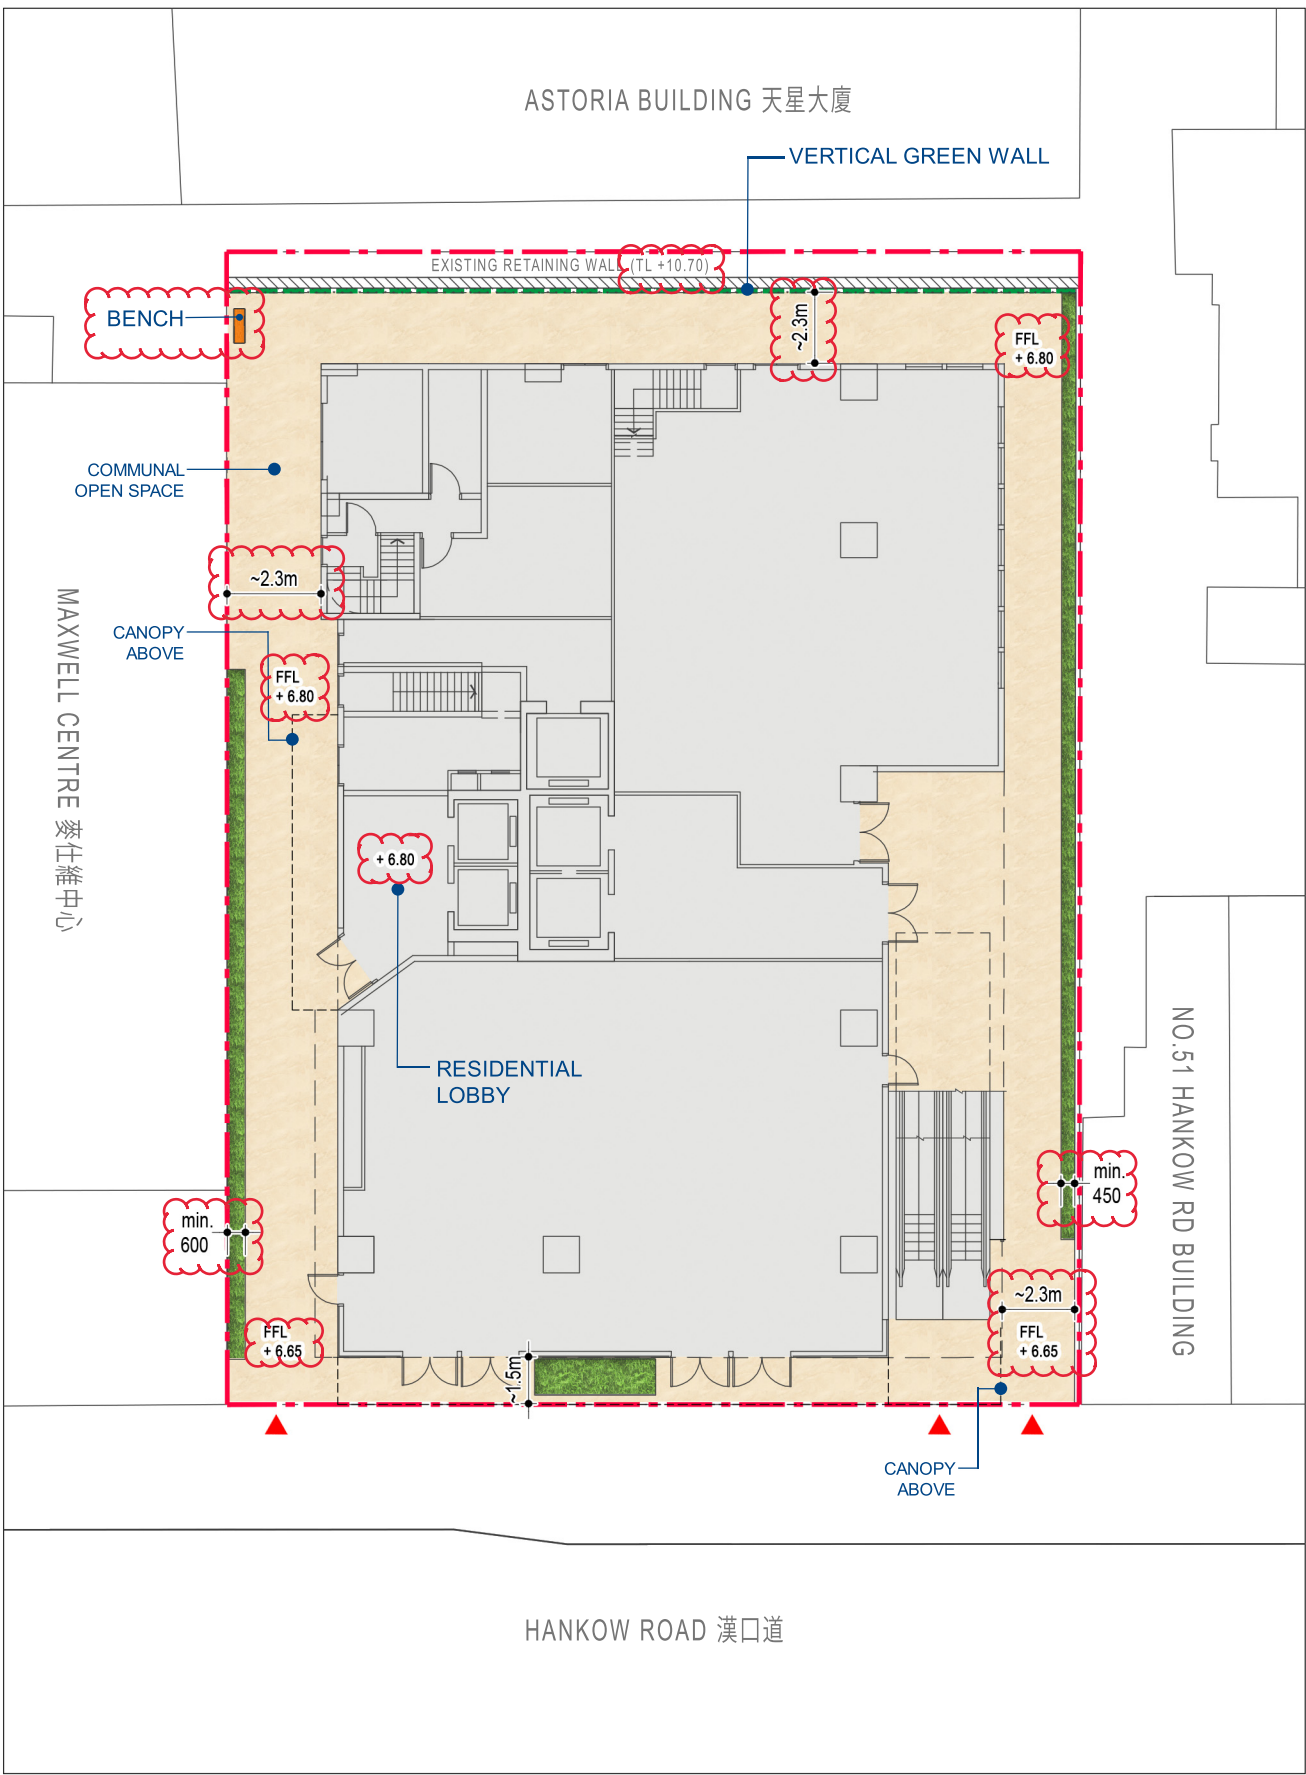 ASTORIA BUILDING 天星大廈
VERTICAL GREEN WALL
EXISTING RETAINING WALL (TL +10.70)
BENCH
~2.3m
FFL
+ 6.80
COMMUNAL
OPEN SPACE
~2.3m
CANOPY
ABOVE
FFL
+ 6.80
MAXWELL CENTRE 麥仕維中心
+ 6.80
RESIDENTIAL
LOBBY
NO.51 HANKOW RD BUILDING
min.
450
min.
600
~2.3m
FFL
+ 6.65
FFL
+ 6.65
~1.5m
CANOPY
ABOVE
HANKOW ROAD 漢口道